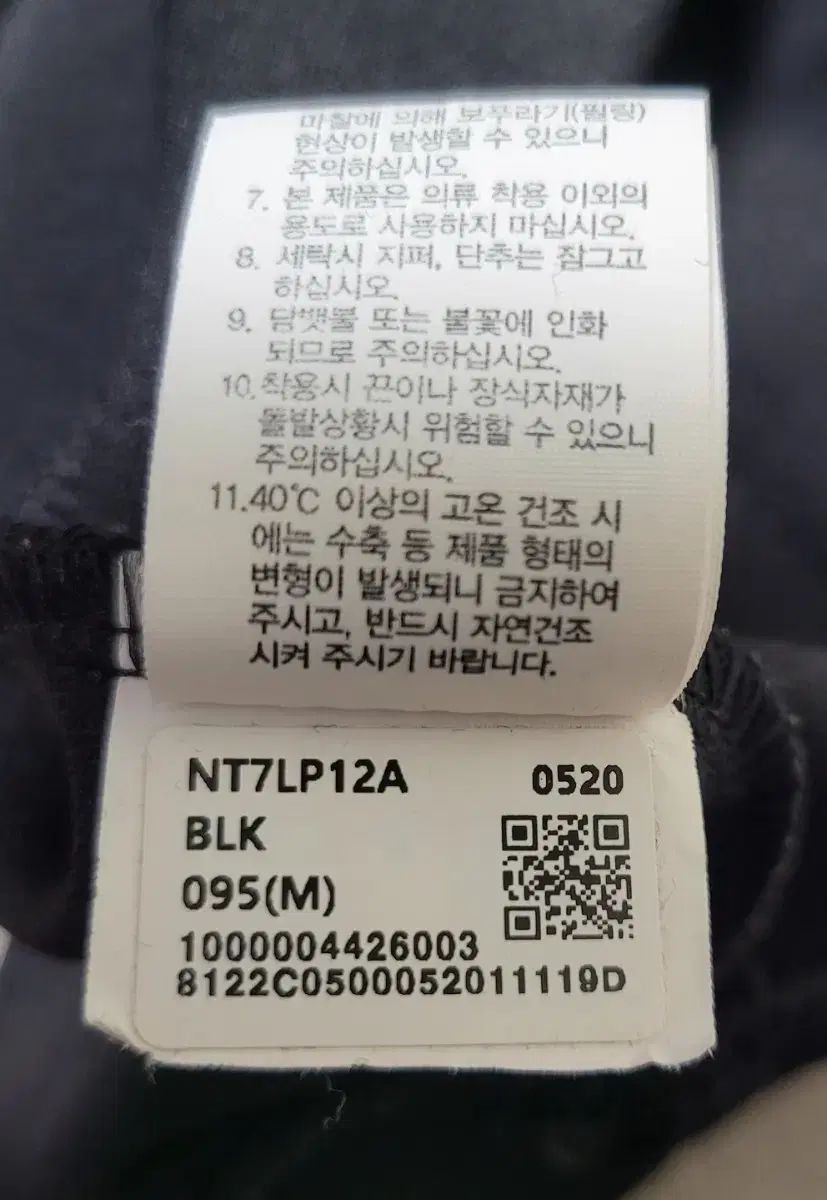 마찰에 의해 보푸라기(필링)
현상이 발생할 수 있으니
주의하십시오.
7. 본 제품은 의류 착용 이외의
용도로 사용하지 마십시오.
8. 세탁시 지퍼, 단추는 잠그고
하십시오.
9. 담뱃불 또는 불꽃에 인화
되므로 주의하십시오.
10. 착용시 끈이나 장식자재가
돌발상황시 위험할 수 있으니
주의하십시오.
11. 40℃ 이상의 고온 건조 시
에는 수축 등 제품 형태의
변형이 발생되니 금지하여
주시고, 반드시 자연건조
시켜 주시기 바랍니다.
NT7LP12A 0520
BLK
095(M)
1000004426003
8122C0500052011119D